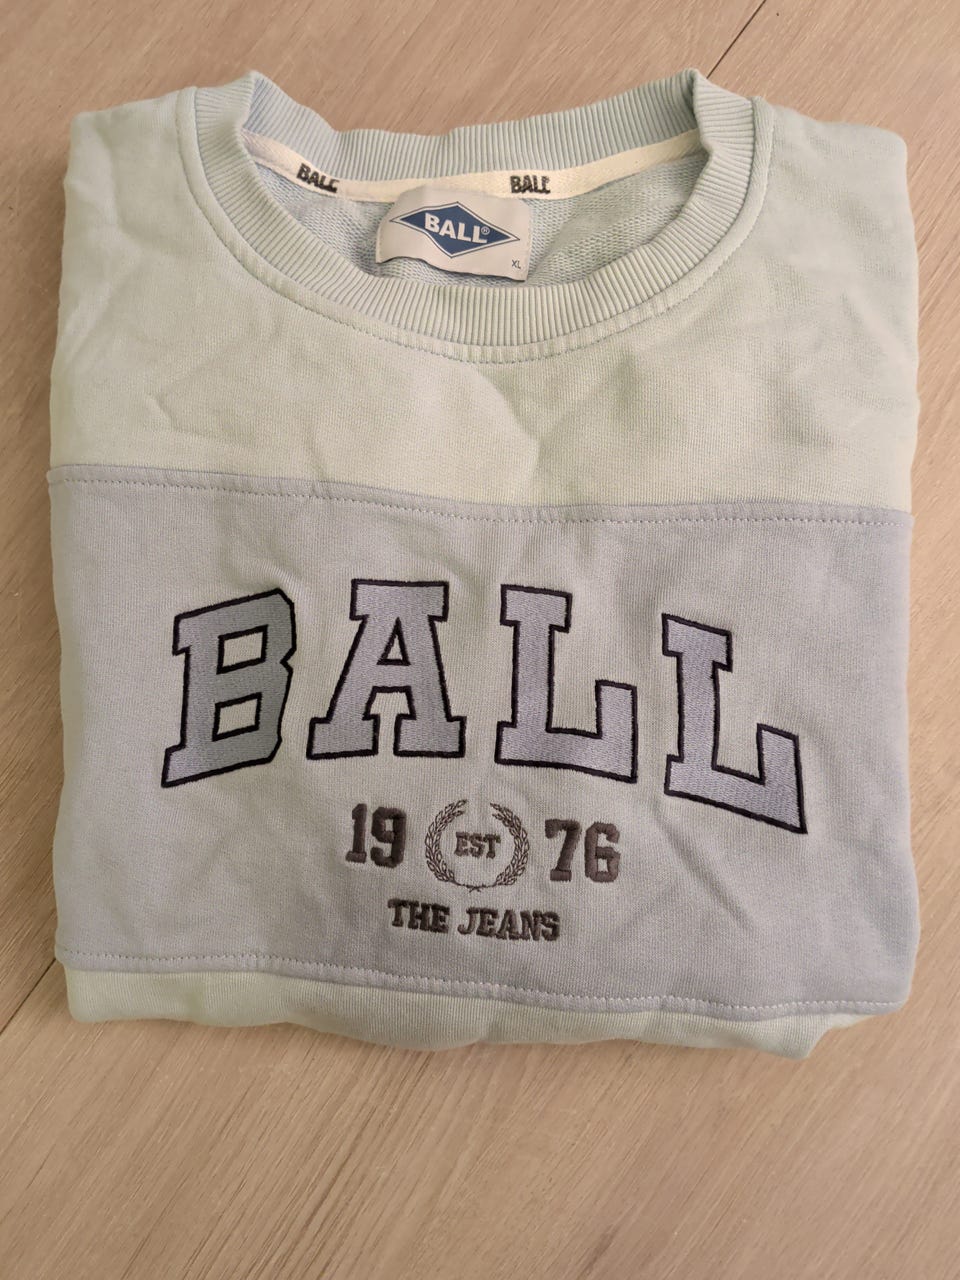 BALL BALL
BALL®
XL
BALL
19 EST 76
THE JEANS